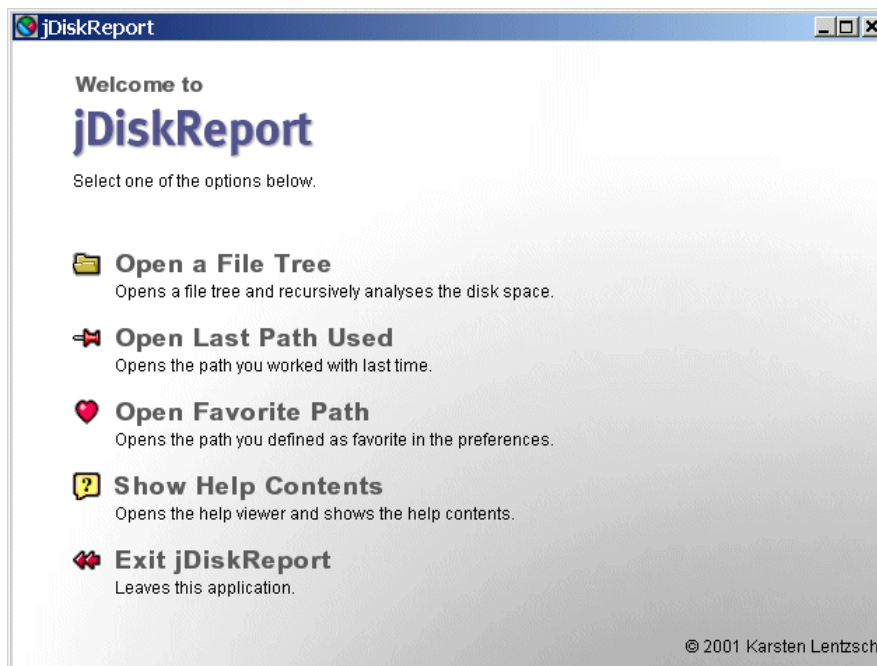 jDiskReport
Welcome to
jDiskReport
Select one of the options below.
Open a File Tree
Opens a file tree and recursively analyses the disk space.
Open Last Path Used
Opens the path you worked with last time.
Open Favorite Path
Opens the path you defined as favorite in the preferences.
?
Show Help Contents
Opens the help viewer and shows the help contents.
Exit jDiskReport
Leaves this application.
© 2001 Karsten Lentzsch